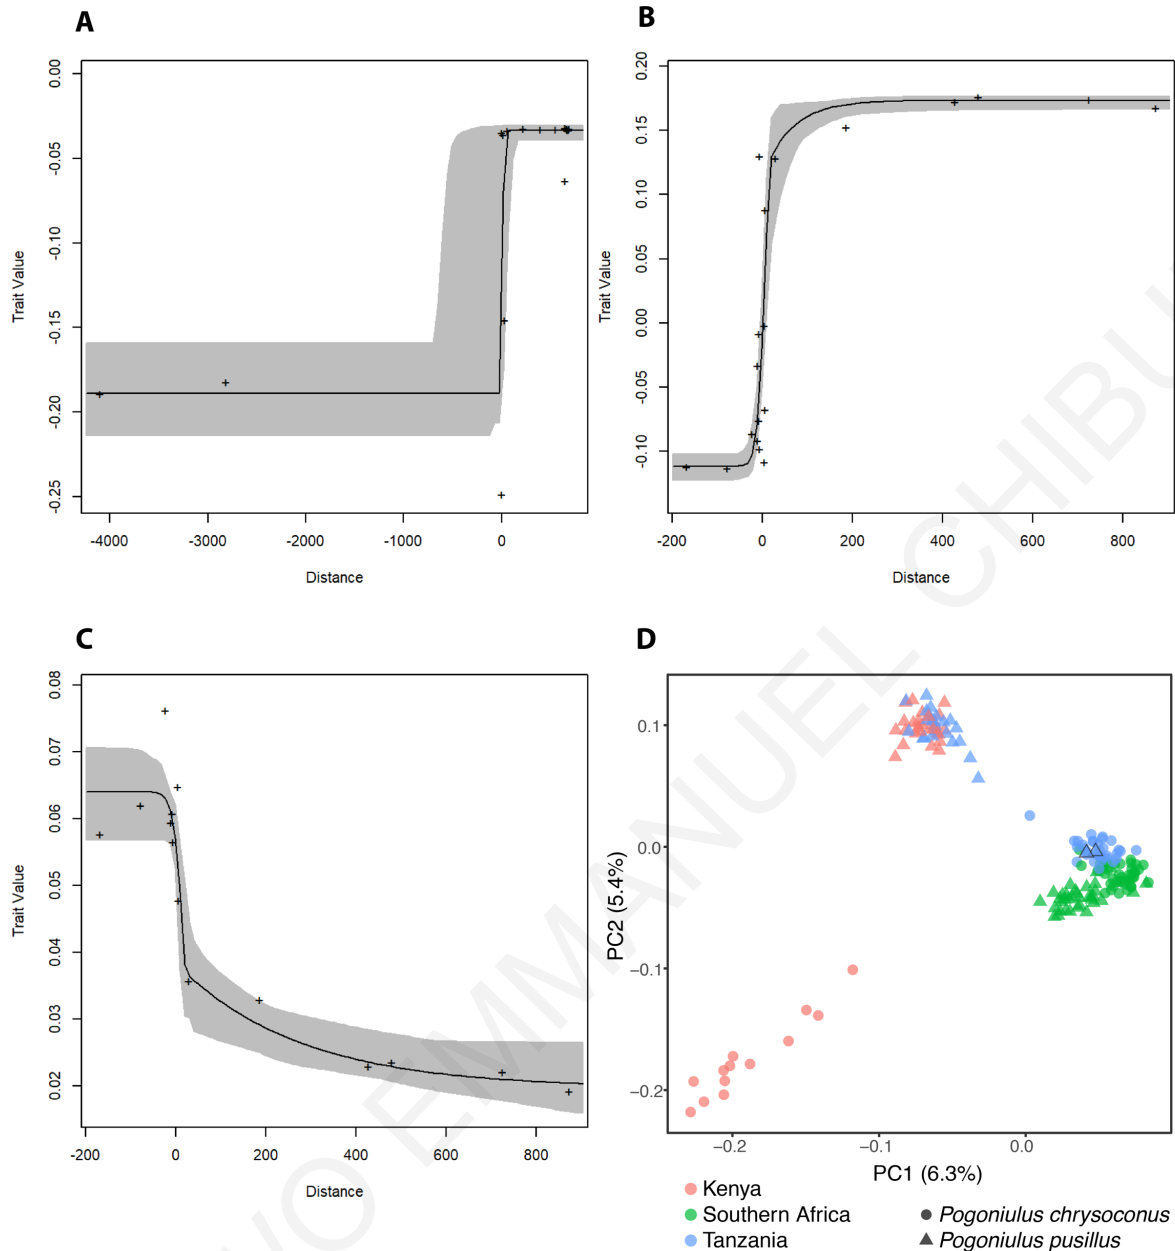 A
0.00
-0.05
-0.10
-0.15
-0.20
-0.25
Trait Value
-4000 -3000 -2000 -1000 0
Distance
B
0.20
0.15
0.10
0.05
0.00
-0.05
-0.10
Trait Value
-200 0 200 400 600 800
Distance
C
0.08
0.07
0.06
0.05
0.04
0.03
0.02
Trait Value
-200 0 200 400 600 800
Distance
D
0.1
0.0
−0.1
−0.2
PC2 (5.4%)
−0.2 −0.1 0.0
PC1 (6.3%)
Kenya
Southern Africa
Tanzania
Pogoniulus chrysoconus
Pogoniulus pusillus
EMMANUEL